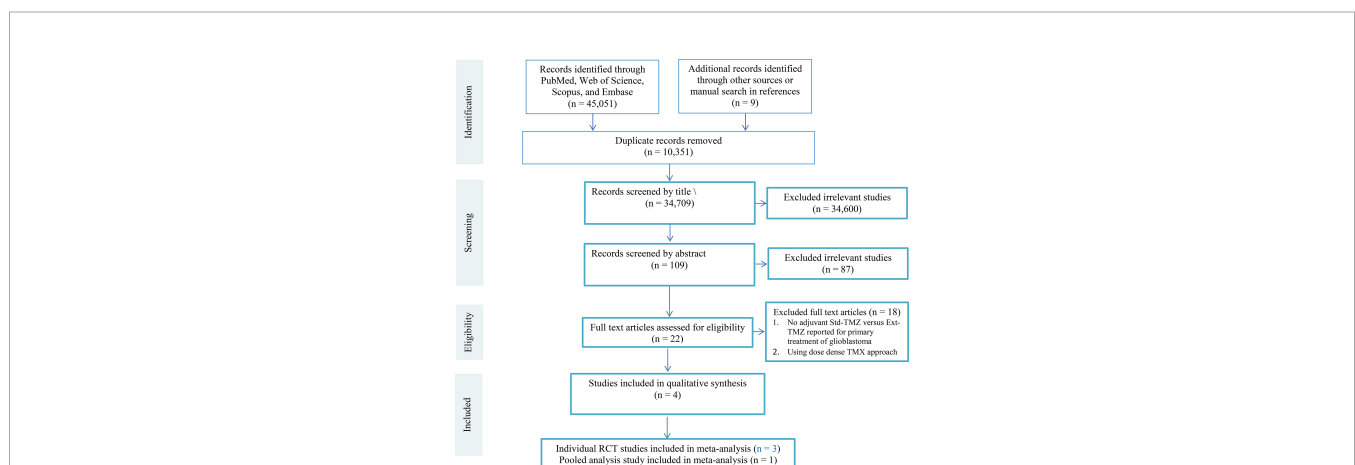 Identification
Records identified through
PubMed, Web of Science,
Scopus, and Embase
(n = 45,051)
Additional records identified
through other sources or
manual search in references
(n = 9)
Duplicate records removed
(n = 10,351)
Screening
Records screened by title \
(n = 34,709)
Excluded irrelevant studies
(n = 34,600)
Records screened by abstract
(n = 109)
Excluded irrelevant studies
(n = 87)
Eligibility
Full text articles assessed for eligibility
(n = 22)
Excluded full text articles (n = 18)
1. No adjuvant Std-TMZ versus Ext-
TMZ reported for primary
treatment of glioblastoma
2. Using dose dense TMX approach
Included
Studies included in qualitative synthesis
(n = 4)
Individual RCT studies included in meta-analysis (n = 3)
Pooled analysis study included in meta-analysis (n = 1)